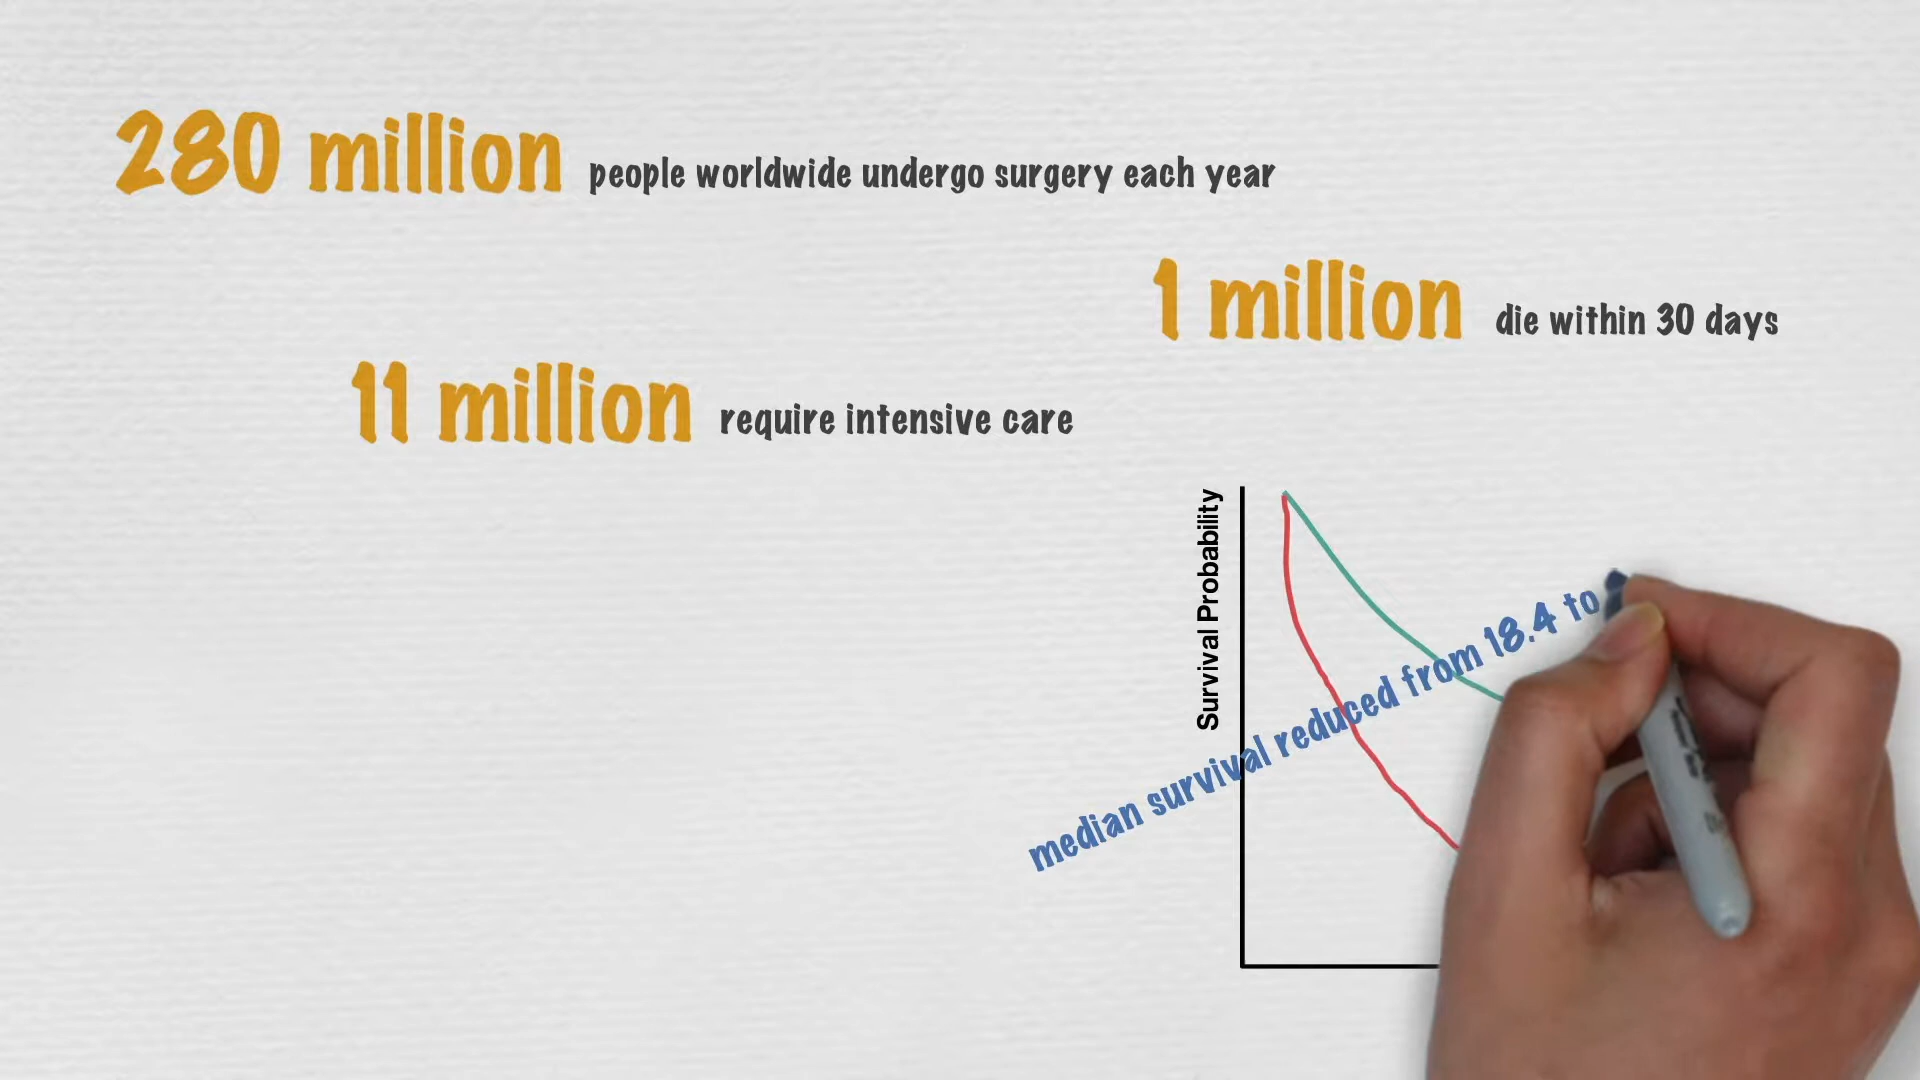 280 million people worldwide undergo surgery each year
1 million die within 30 days
11 million require intensive care
Survival Probability
median survival reduced from 18.4 to